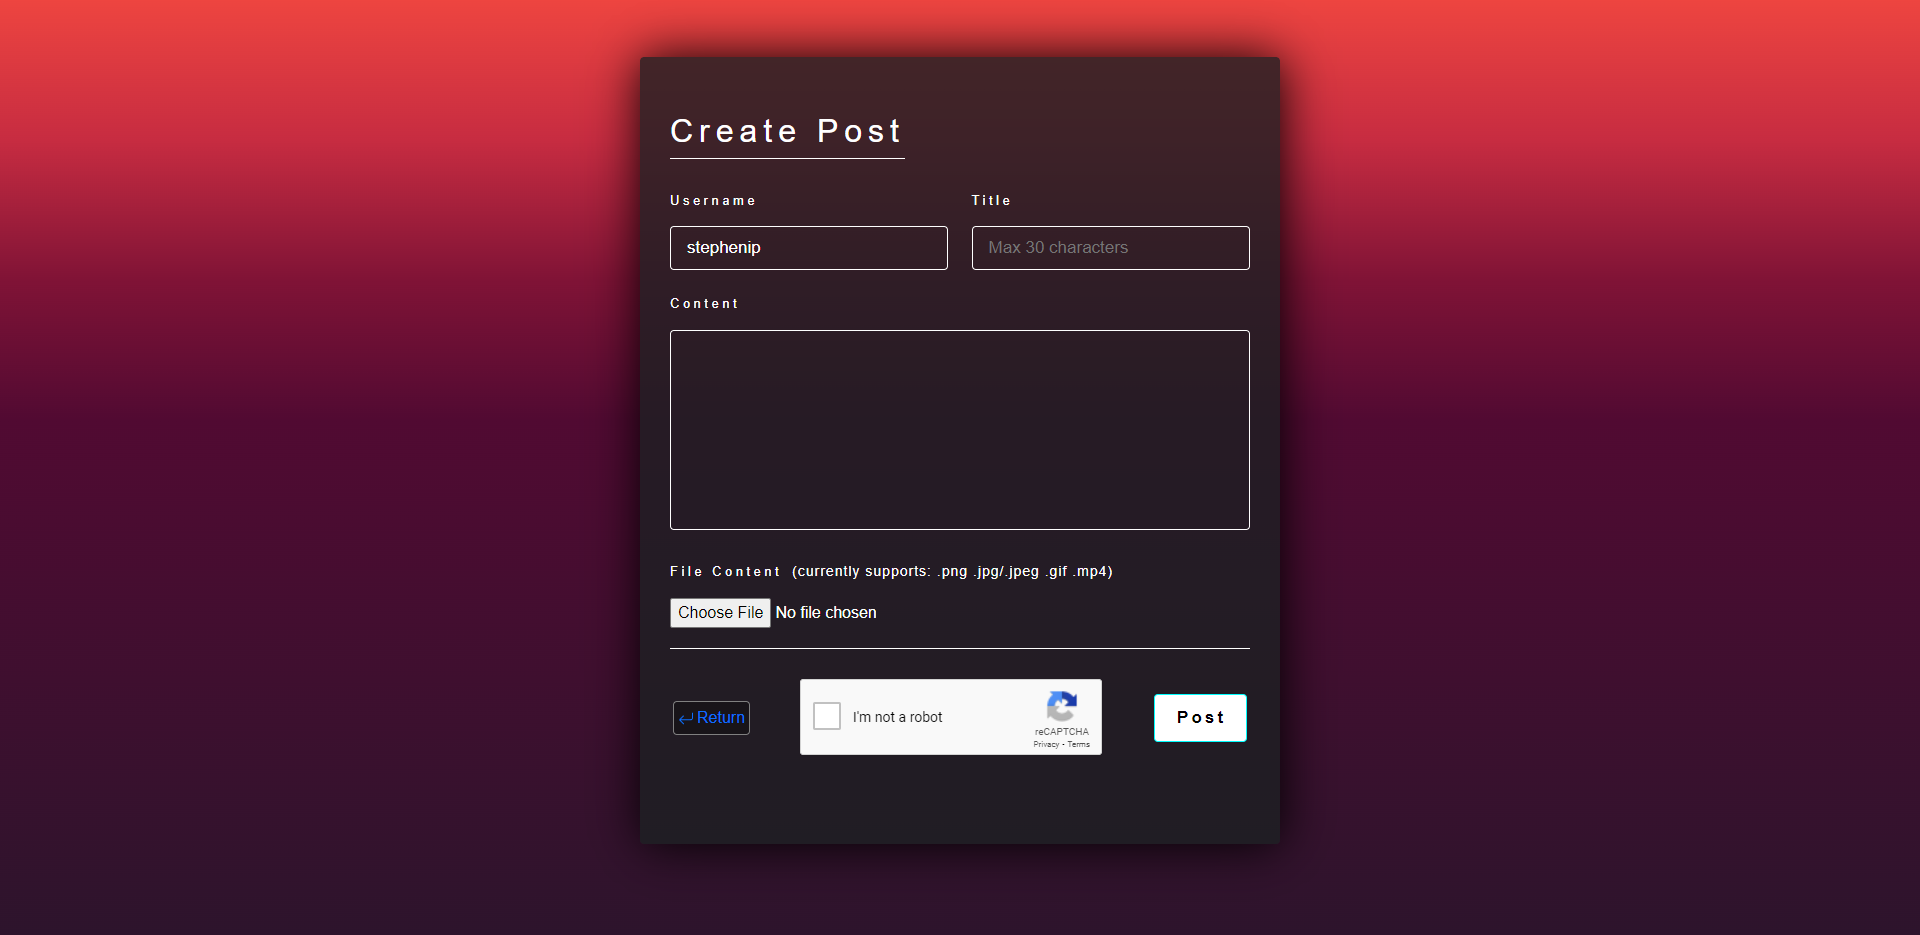 Create Post
Username
Title
stephenip
Max 30 characters
Content
File Content (currently supports: .png .jpg/.jpeg .gif .mp4)
Choose File No file chosen
Return
I'm not a robot
reCAPTCHA
Privacy - Terms
Post